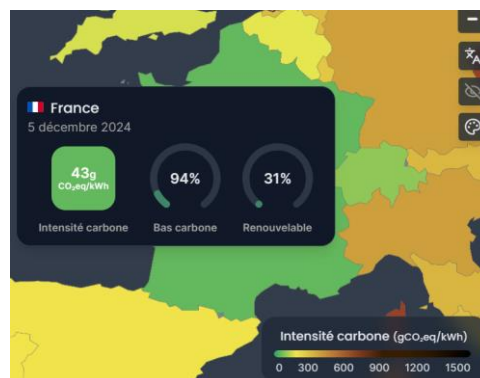 France
5 décembre 2024
43g
CO₂eq/kWh
94%
31%
Intensité carbone
Bas carbone
Renouvelable
Intensité carbone (gCO₂eq/kWh)
0 300 600 900 1200 1500